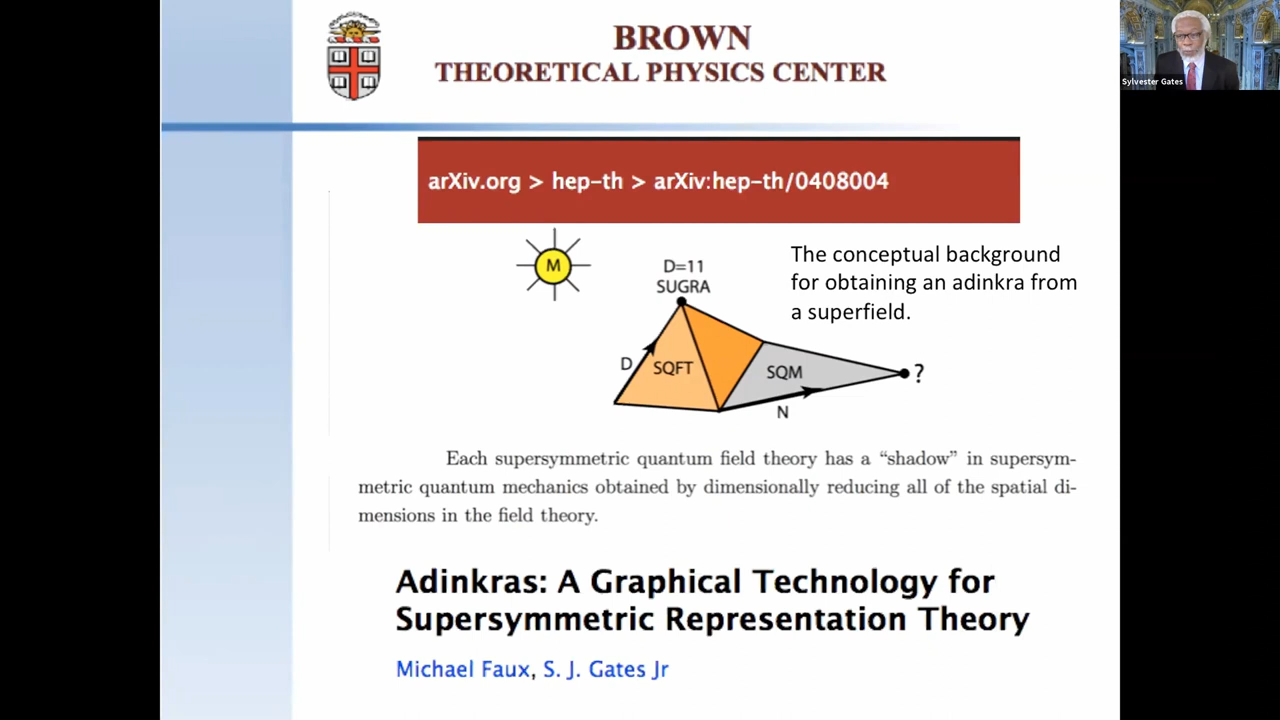 BROWN
THEORETICAL PHYSICS CENTER
Sylvester Gates
arXiv.org > hep-th > arXiv:hep-th/0408004
M
D=11
SUGRA
The conceptual background
for obtaining an adinkra from
a superfield.
D
SQFT
SQM
?
N
Each supersymmetric quantum field theory has a “shadow” in supersym-
metric quantum mechanics obtained by dimensionally reducing all of the spatial di-
mensions in the field theory.
Adinkras: A Graphical Technology for
Supersymmetric Representation Theory
Michael Faux, S. J. Gates Jr